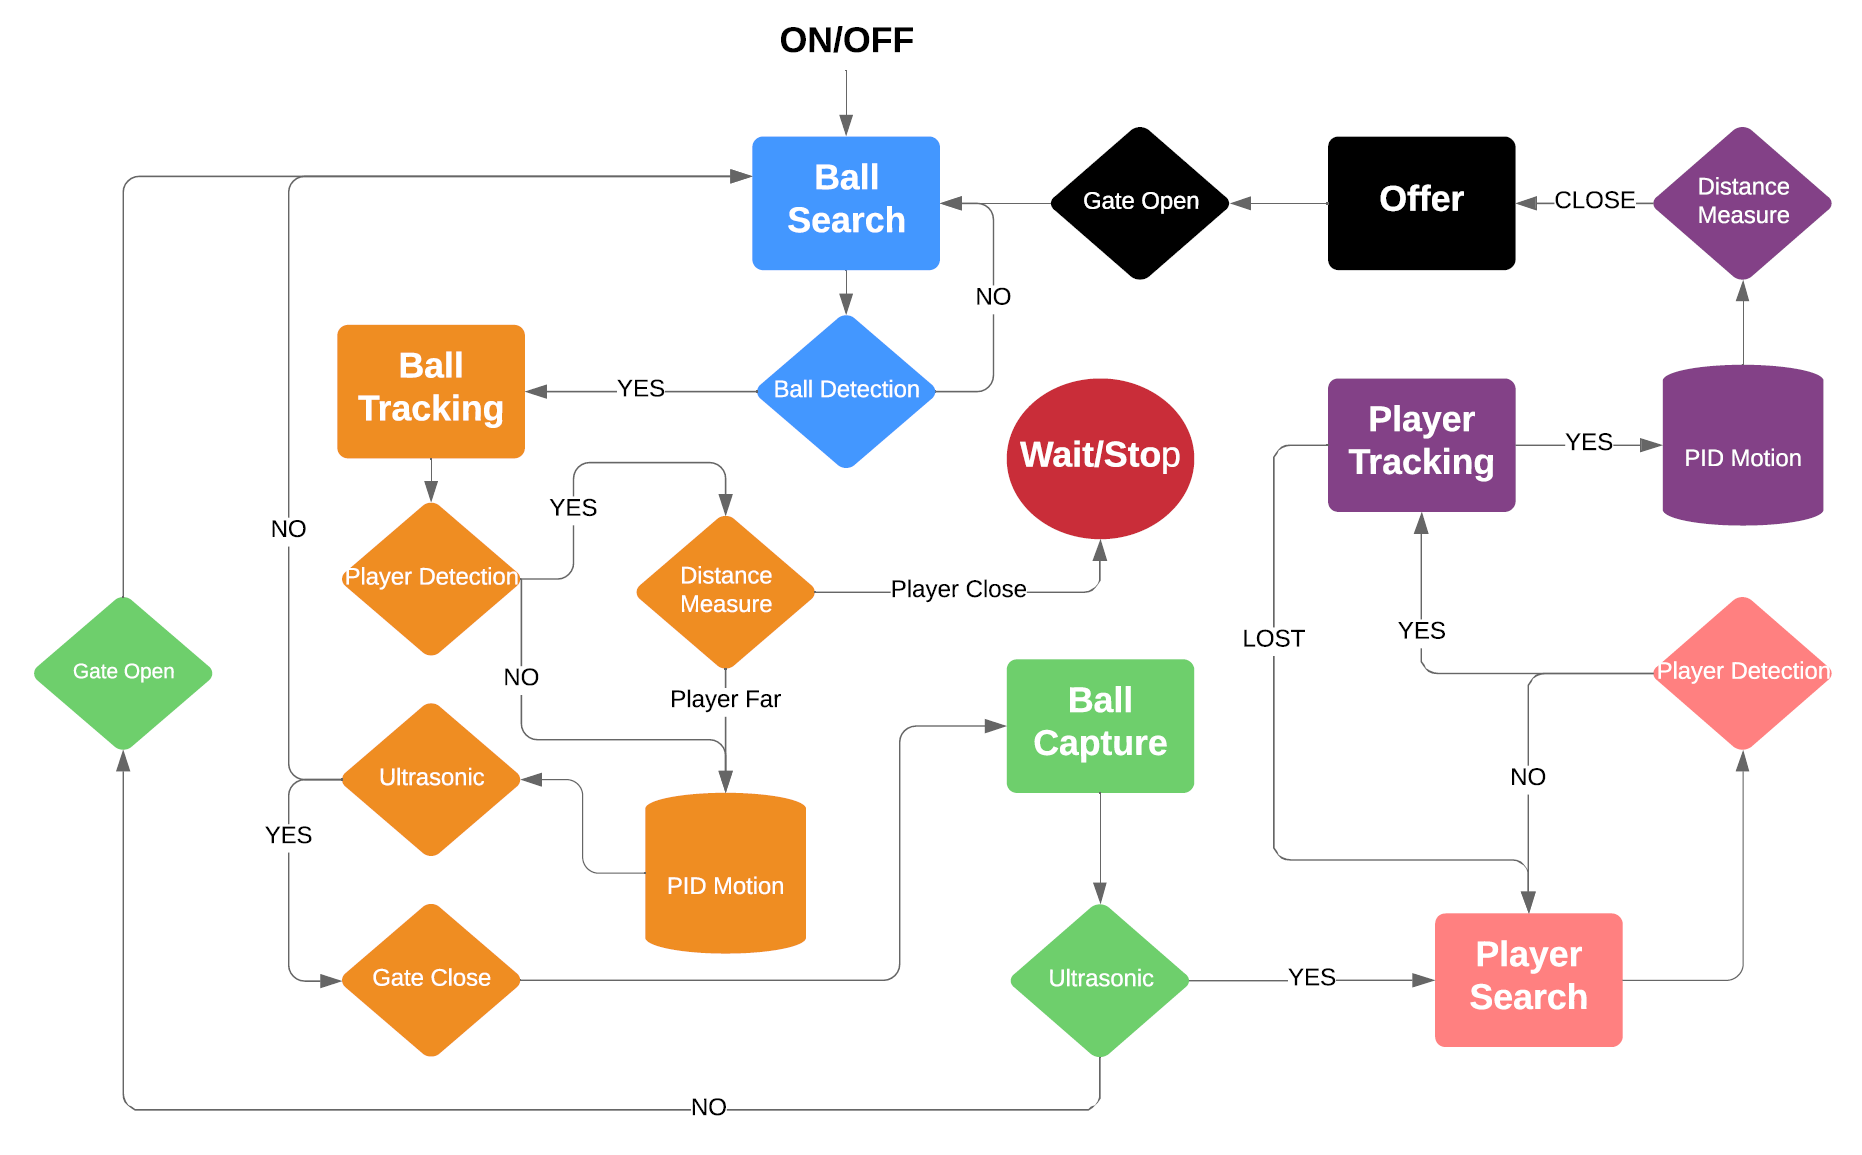 ON/OFF
Ball
Search
Gate Open
Offer
CLOSE
Distance
Measure
NO
Ball
Tracking
YES
Ball Detection
Wait/Stop
Player
Tracking
YES
PID Motion
NO
YES
Player Detection
Distance
Measure
Player Close
LOST
YES
Player Detection
Gate Open
NO
Player Far
Ball
Capture
Ultrasonic
NO
YES
PID Motion
Gate Close
Ultrasonic
YES
Player
Search
NO